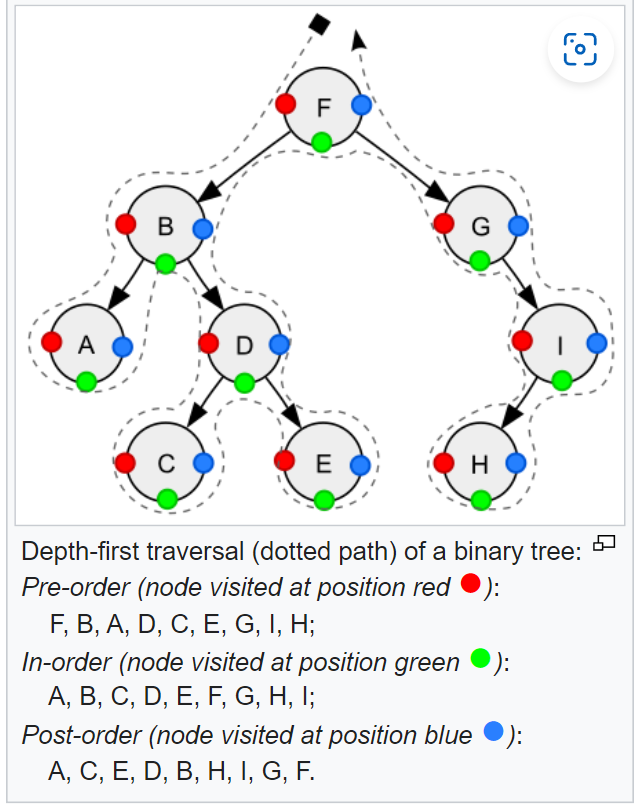 F
B
G
A
D
I
C
E
H
Depth-first traversal (dotted path) of a binary tree:
Pre-order (node visited at position red ):
F, B, A, D, C, E, G, I, H;
In-order (node visited at position green ):
A, B, C, D, E, F, G, H, I;
Post-order (node visited at position blue ):
A, C, E, D, B, H, I, G, F.